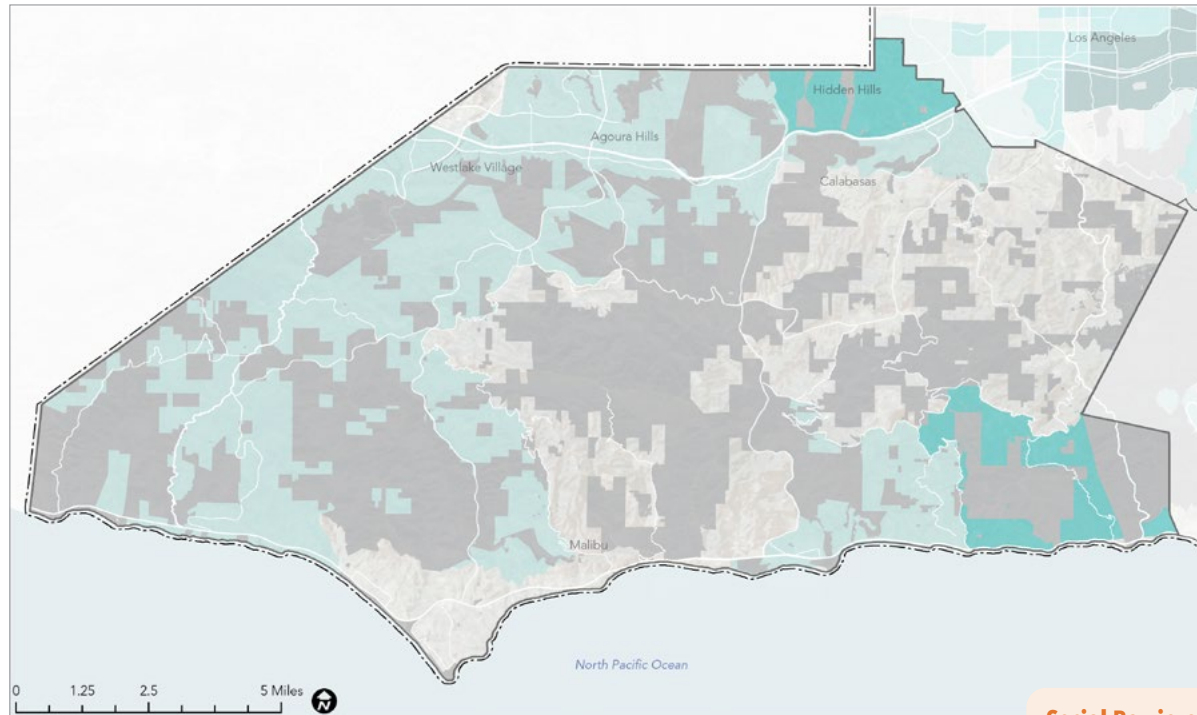 Los Angeles
Hidden Hills
Agoura Hills
Westlake Village
Calabasas
Malibu
North Pacific Ocean
0 1.25 2.5 5 Miles
N